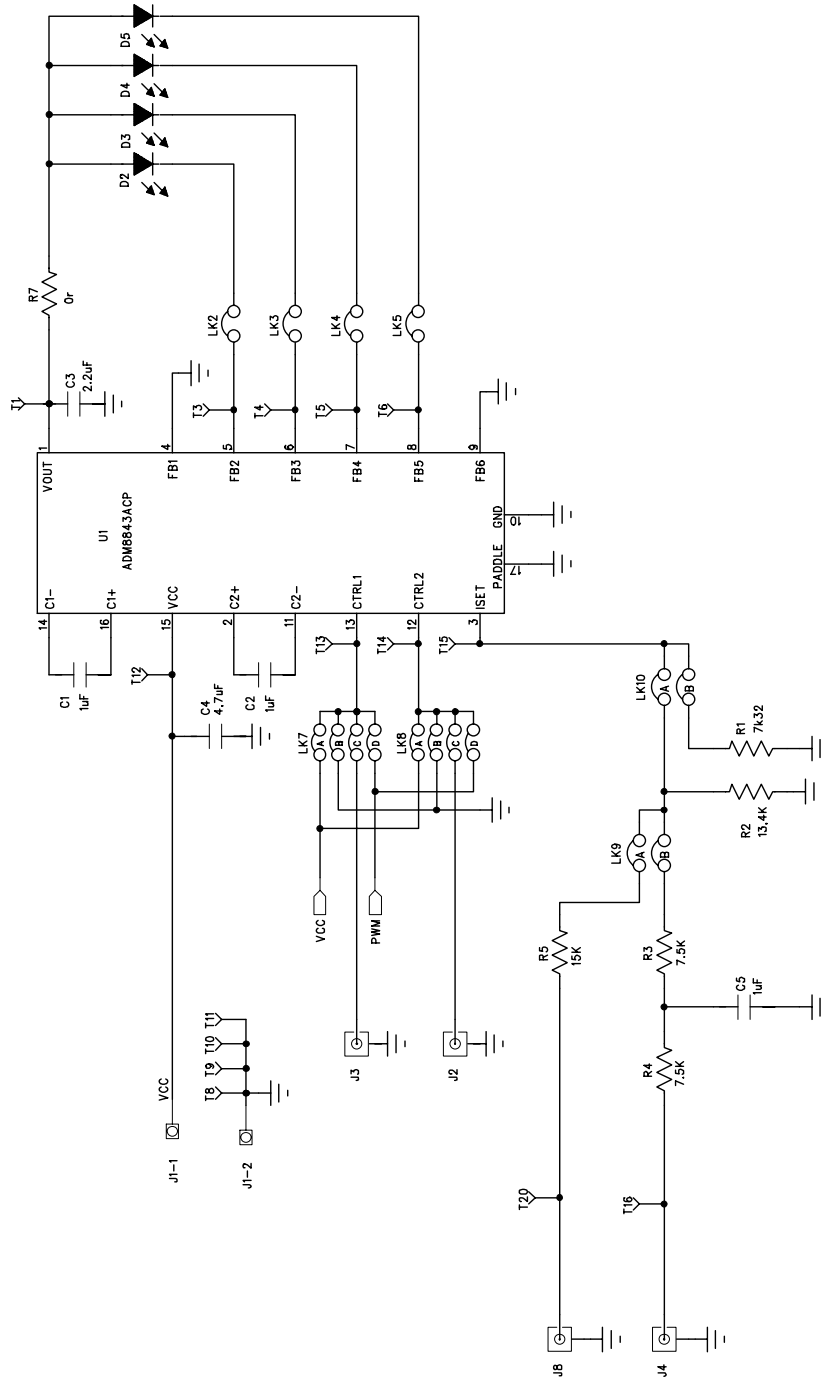 D5
D4
D3
D2
R7
0r
T1
C3
2.2uF
LK2
LK3
LK4
LK5
T3
T4
T5
T6
1
4
5
6
7
8
9
VOUT
FB1
FB2
FB3
FB4
FB5
FB6
U1
ADM8843ACP
GND
10
PADDLE
17
C1-
C1+
VCC
C2+
C2-
CTRL1
CTRL2
ISET
14
16
15
2
11
13
12
3
C1
1uF
T12
C4
4.7uF
C2
1uF
T13
T14
T15
LK7
A
B
C
D
LK8
A
B
C
D
LK10
A
B
R1
7k32
R2
13.4K
LK9
A
B
VCC
PWM
R5
15K
R3
7.5K
C5
1uF
R4
7.5K
J3
J2
T11
T10
T9
T8
VCC
J1-1
J1-2
T20
T16
J8
J4